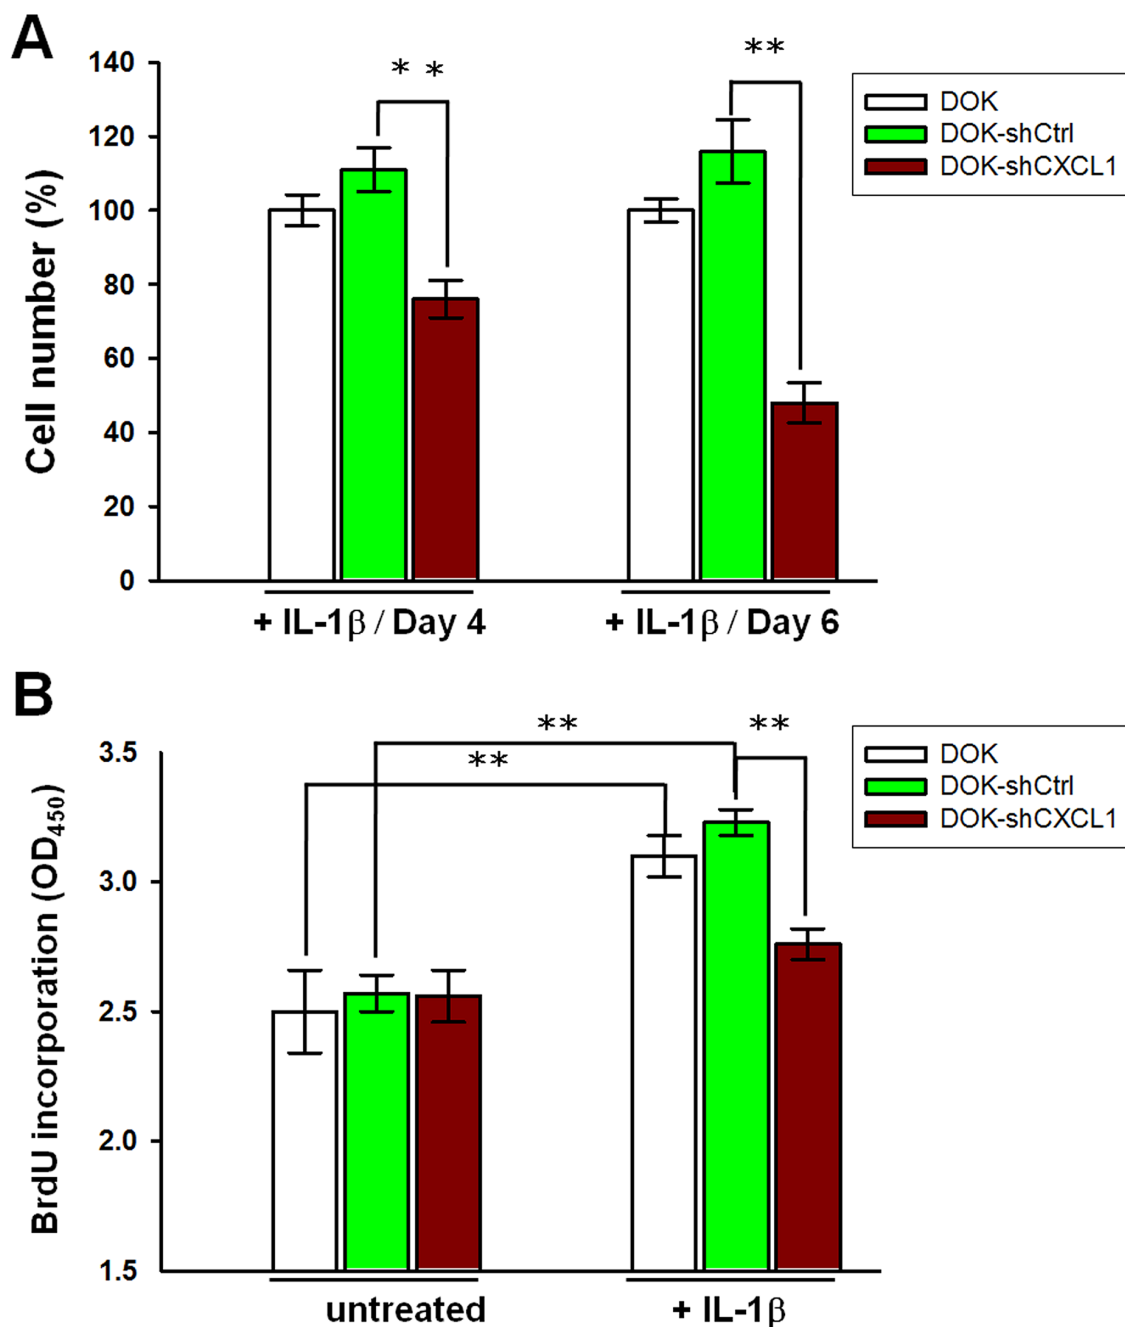 A
* *
**
140
120
100
80
60
40
20
0
Cell number (%)
DOK
DOK-shCtrl
DOK-shCXCL1
+ IL-1β / Day 4
+ IL-1β / Day 6
B
**
**
**
3.5
3.0
2.5
2.0
1.5
BrdU incorporation (OD₄₅₀)
DOK
DOK-shCtrl
DOK-shCXCL1
untreated
+ IL-1β